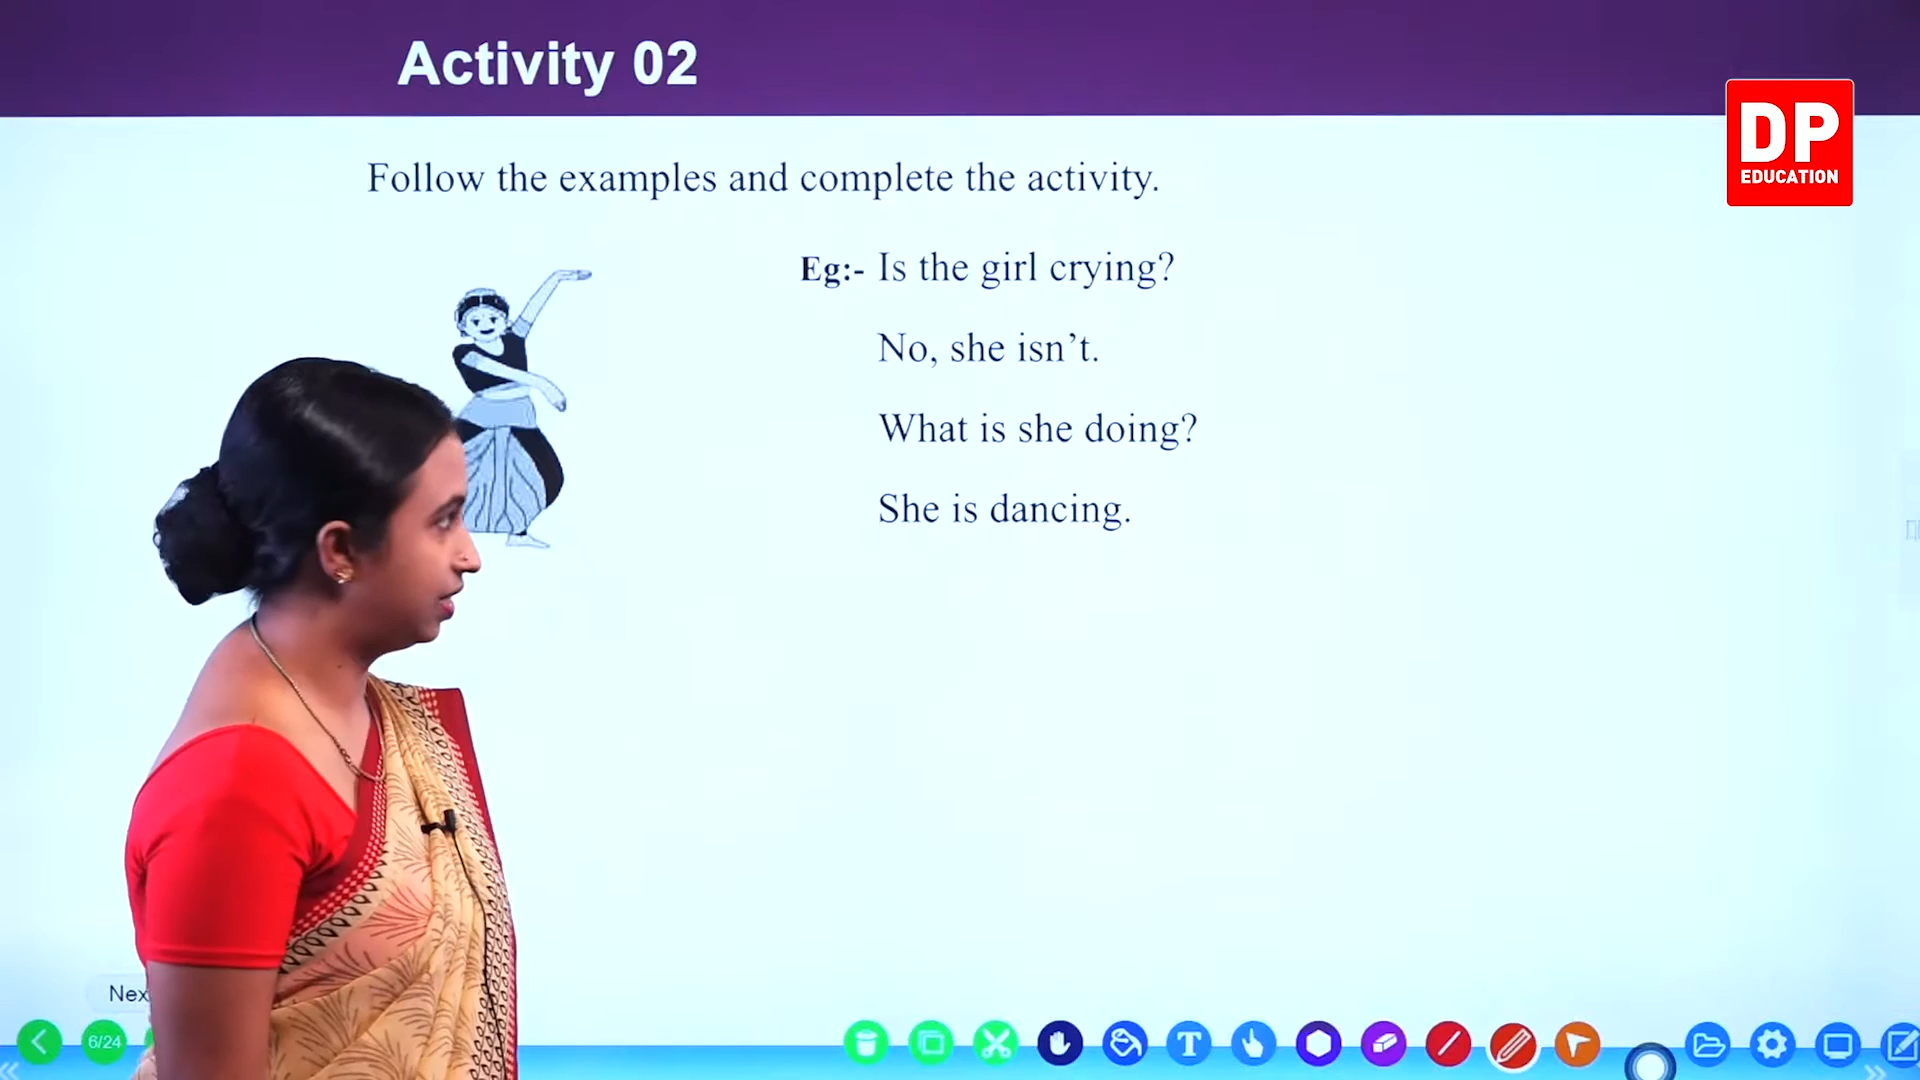 Activity 02
DP
EDUCATION
Follow the examples and complete the activity.
Eg:- Is the girl crying?
No, she isn’t.
What is she doing?
She is dancing.
6/24
T